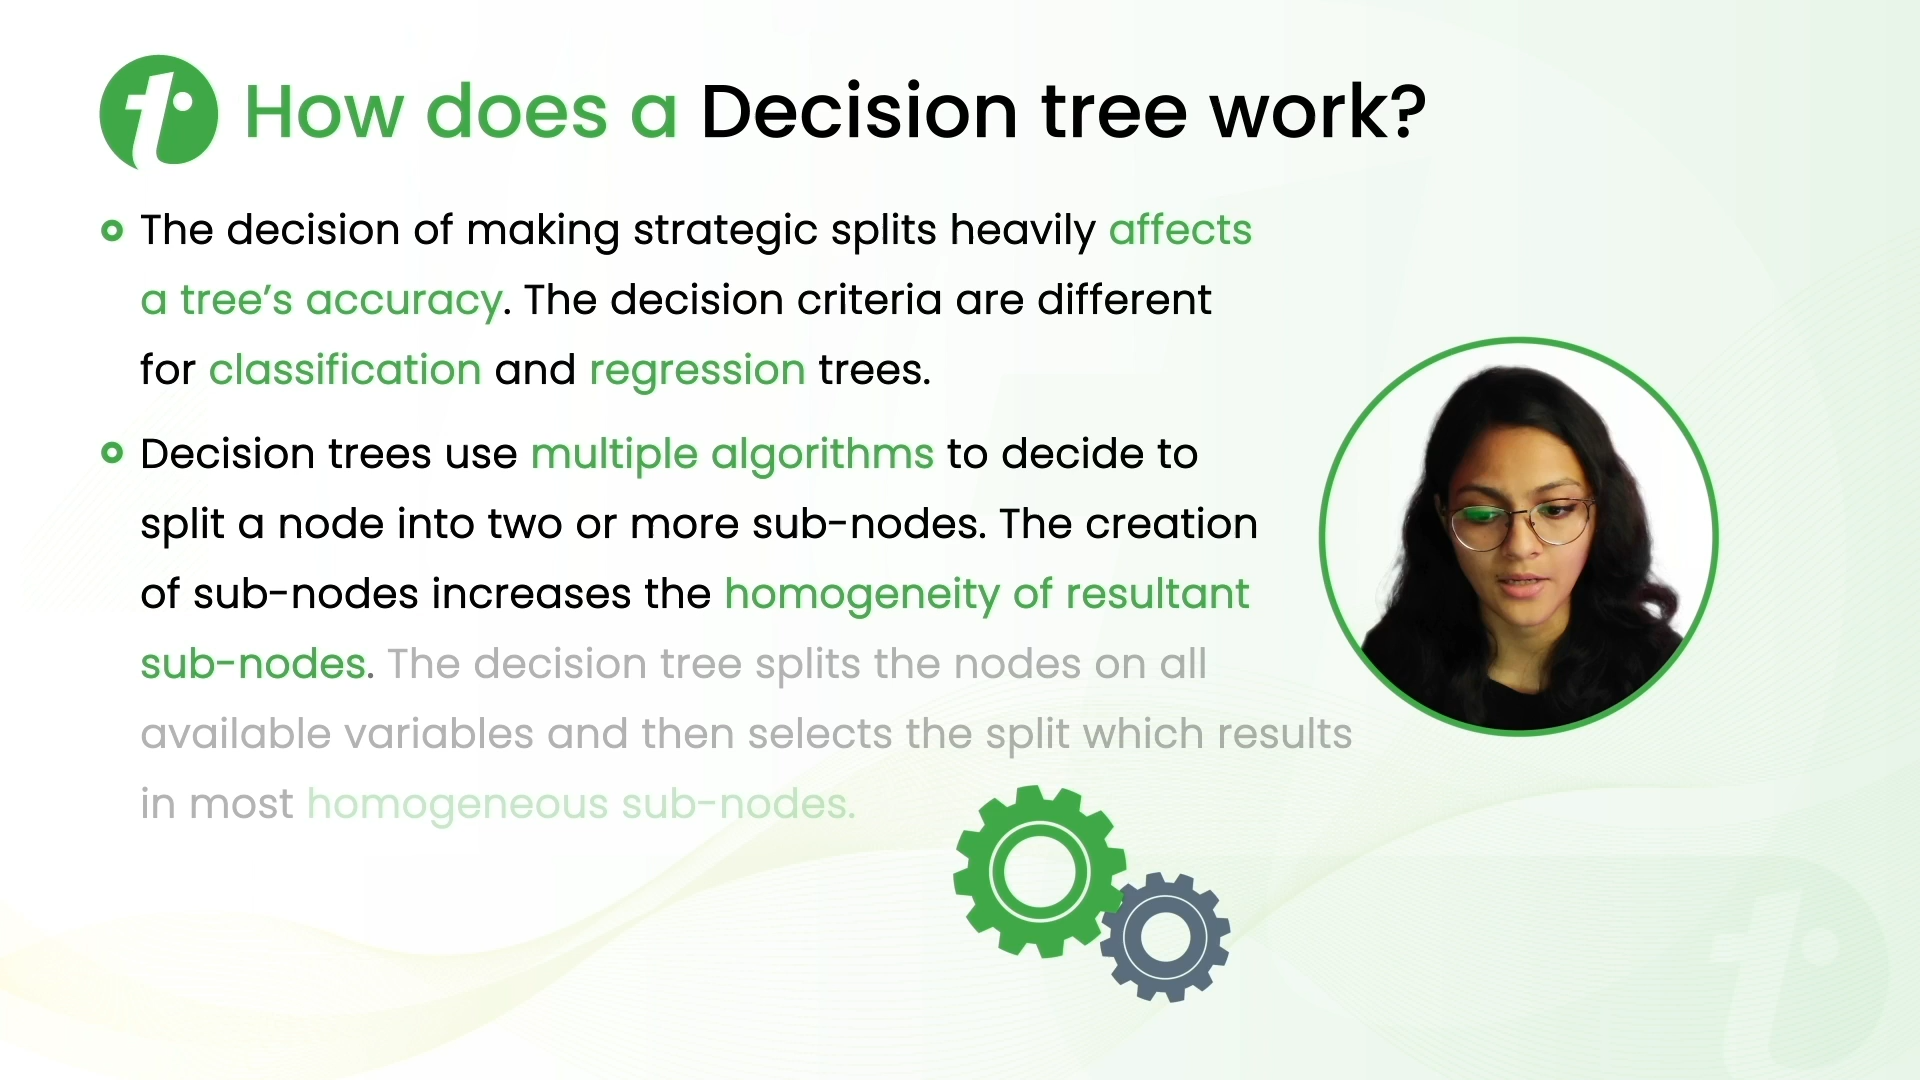 How does a Decision tree work?
The decision of making strategic splits heavily affects
a tree’s accuracy. The decision criteria are different
for classification and regression trees.
Decision trees use multiple algorithms to decide to
split a node into two or more sub-nodes. The creation
of sub-nodes increases the homogeneity of resultant
sub-nodes. The decision tree splits the nodes on all
available variables and then selects the split which results
in most homogeneous sub-nodes.